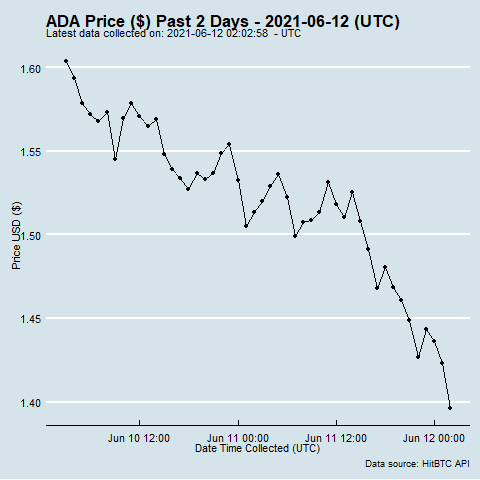 ADA Price ($) Past 2 Days - 2021-06-12 (UTC)
Latest data collected on: 2021-06-12 02:02:58 - UTC
1.60
1.55
1.50
1.45
1.40
Price USD ($)
Jun 10 12:00 Jun 11 00:00 Jun 11 12:00 Jun 12 00:00
Date Time Collected (UTC)
Data source: HitBTC API